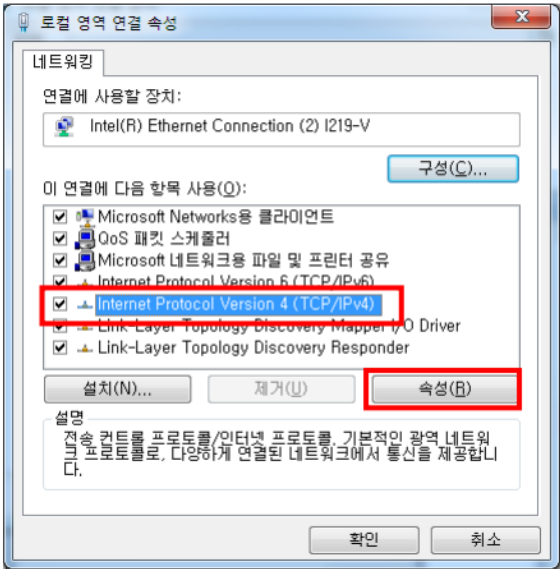 로컬 영역 연결 속성
네트워킹
연결에 사용할 장치:
Intel(R) Ethernet Connection (2) I219-V
구성(C)...
이 연결에 다음 항목 사용(O):
Microsoft Networks용 클라이언트
QoS 패킷 스케줄러
Microsoft 네트워크용 파일 및 프린터 공유
Internet Protocol Version 6 (TCP/IPv6)
Internet Protocol Version 4 (TCP/IPv4)
Link-Layer Topology Discovery Mapper I/O Driver
Link-Layer Topology Discovery Responder
설치(N)... 제거(U) 속성(R)
설명
전송 컨트롤 프로토콜/인터넷 프로토콜. 기본적인 광역 네트워
크 프로토콜로, 다양하게 연결된 네트워크에서 통신을 제공합니
다.
확인 취소